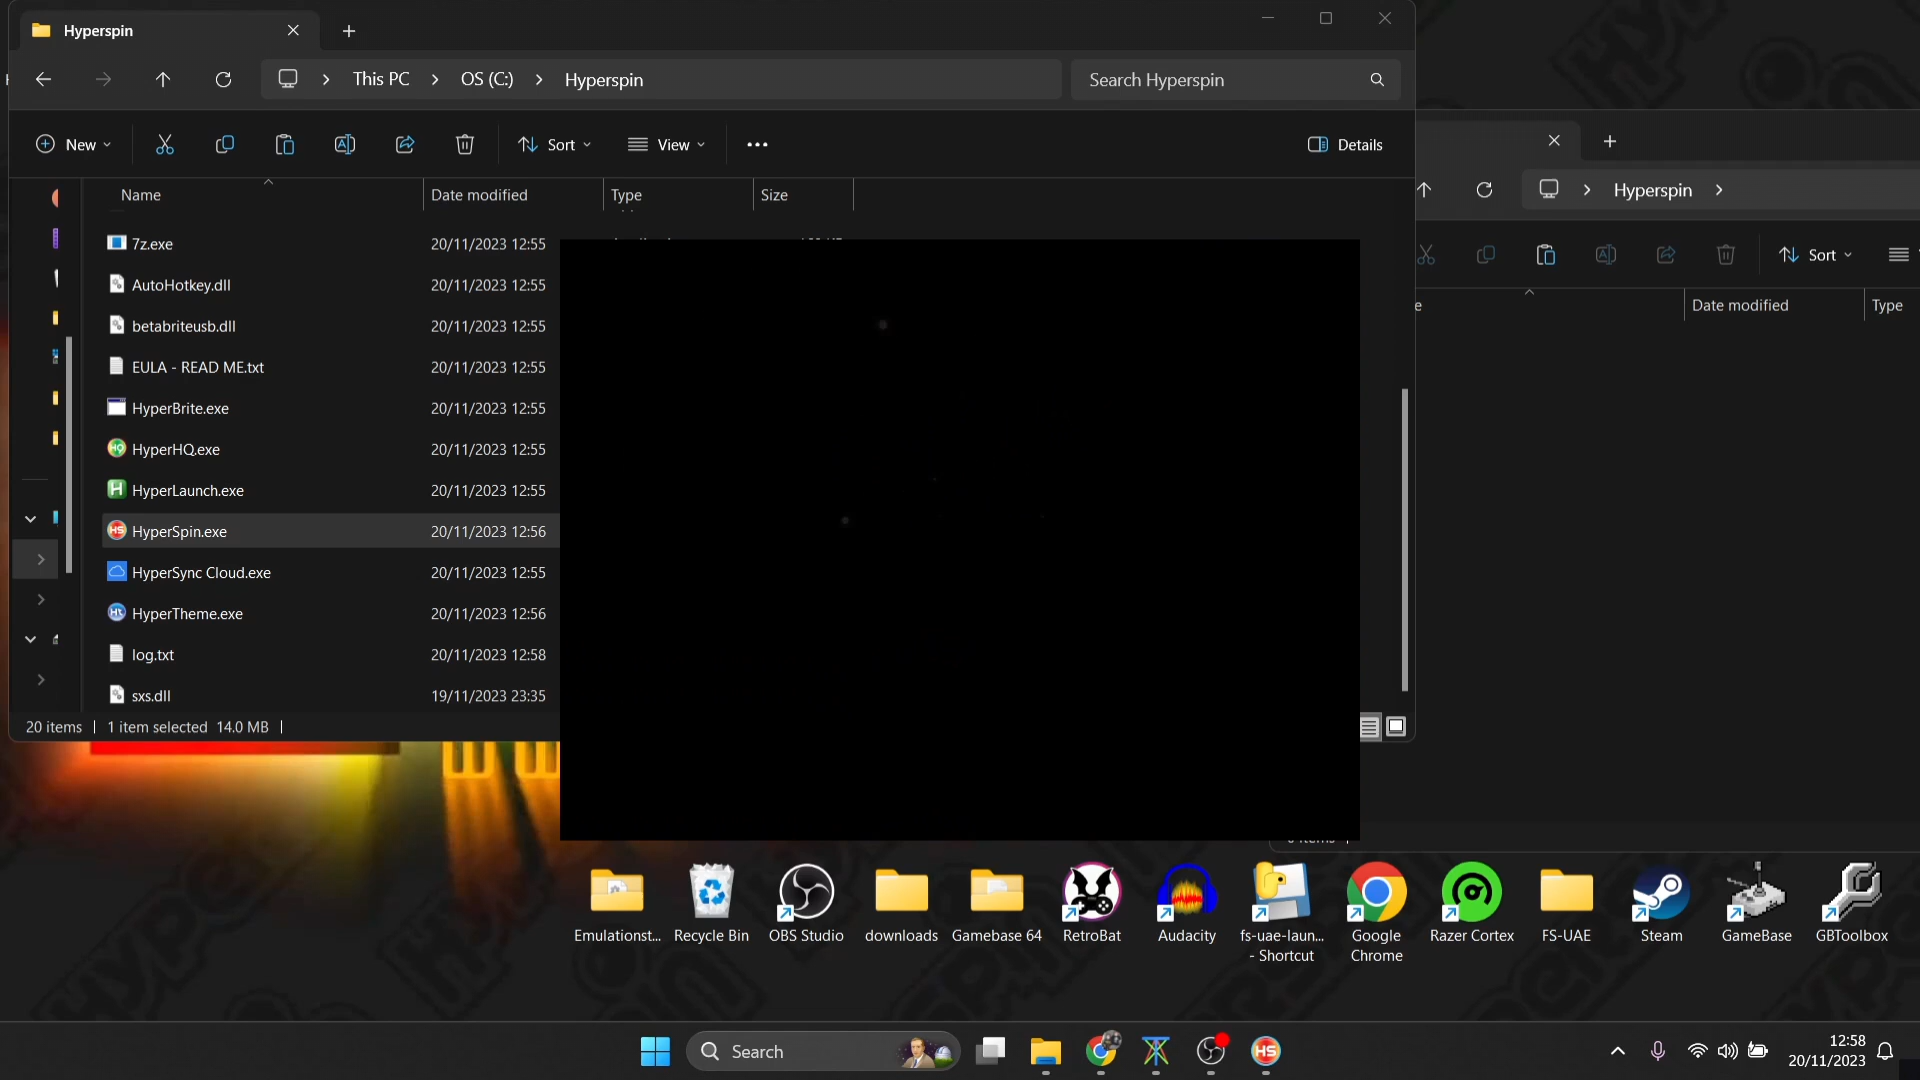 Hyperspin
This PC
OS (C:)
Hyperspin
Search Hyperspin
New
Sort
View
Details
Name
Date modified
Type
Size
7z.exe
20/11/2023 12:55
AutoHotkey.dll
20/11/2023 12:55
betabriteusb.dll
20/11/2023 12:55
EULA - READ ME.txt
20/11/2023 12:55
HyperBrite.exe
20/11/2023 12:55
HyperHQ.exe
20/11/2023 12:55
HyperLaunch.exe
20/11/2023 12:55
HyperSpin.exe
20/11/2023 12:56
HyperSync Cloud.exe
20/11/2023 12:55
HyperTheme.exe
20/11/2023 12:56
log.txt
20/11/2023 12:58
sxs.dll
19/11/2023 23:35
20 items
1 item selected 14.0 MB
Hyperspin
Sort
Date modified
Type
Emulationst...
Recycle Bin
OBS Studio
downloads
Gamebase 64
RetroBat
Audacity
fs-uae-laun...
- Shortcut
Google
Chrome
Razer Cortex
FS-UAE
Steam
GameBase
GBToolbox
Search
12:58
20/11/2023